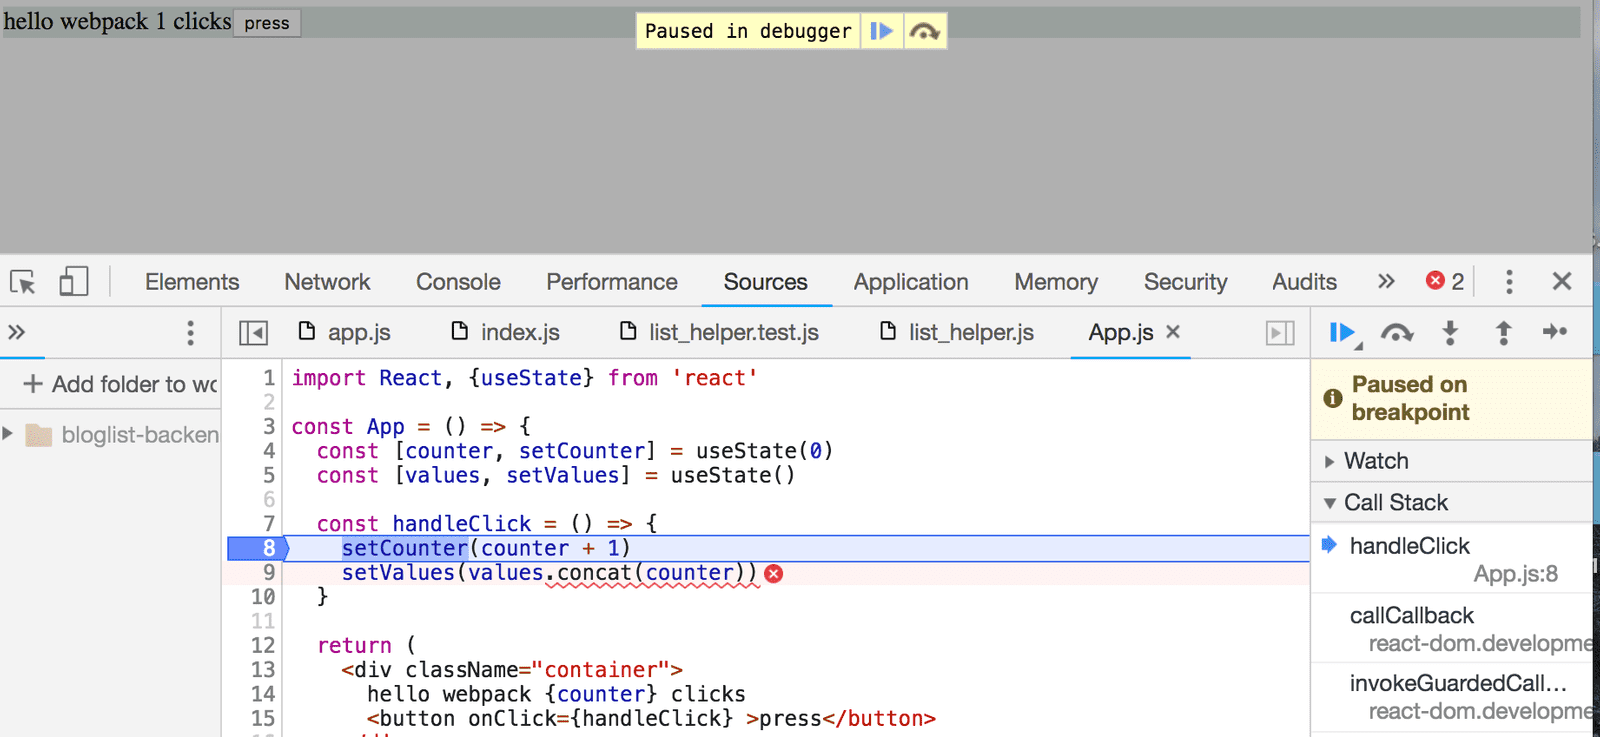 hello webpack 1 clicks press
Paused in debugger
Elements Network Console Performance Sources Application Memory Security Audits » 2
» app.js index.js list_helper.test.js list_helper.js App.js
+ Add folder to wc
bloglist-backen
1 import React, {useState} from 'react'
2
3 const App = () => {
4 const [counter, setCounter] = useState(0)
5 const [values, setValues] = useState()
6
7 const handleClick = () => {
8 setCounter(counter + 1)
9 setValues(values.concat(counter))
10 }
11
12 return (
13 <div className="container">
14 hello webpack {counter} clicks
15 <button onClick={handleClick} >press</button>
Paused on
breakpoint
Watch
Call Stack
handleClick
App.js:8
callCallback
react-dom.developme
invokeGuardedCall…
react-dom.developme